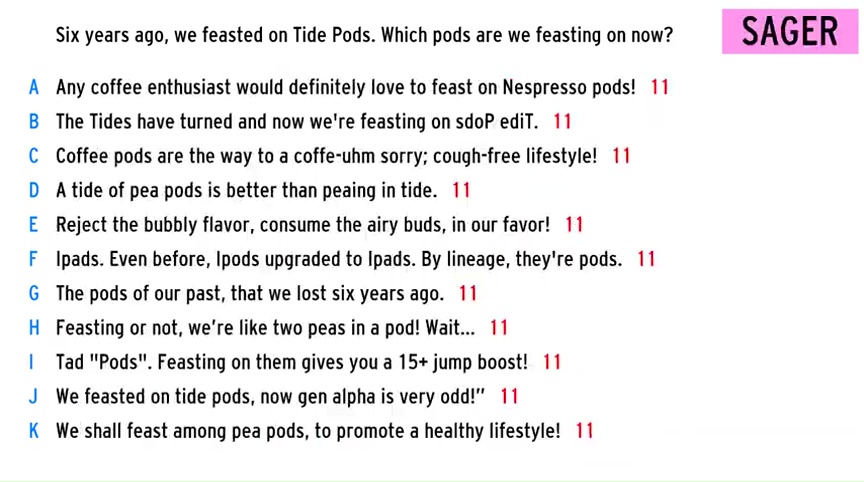 Six years ago, we feasted on Tide Pods. Which pods are we feasting on now?
SAGER
A Any coffee enthusiast would definitely love to feast on Nespresso pods! 11
B The Tides have turned and now we're feasting on sdoP ediT. 11
C Coffee pods are the way to a coffe-uhm sorry; cough-free lifestyle! 11
D A tide of pea pods is better than peaing in tide. 11
E Reject the bubbly flavor, consume the airy buds, in our favor! 11
F Ipads. Even before, Ipods upgraded to Ipads. By lineage, they're pods. 11
G The pods of our past, that we lost six years ago. 11
H Feasting or not, we’re like two peas in a pod! Wait... 11
I Tad "Pods". Feasting on them gives you a 15+ jump boost! 11
J We feasted on tide pods, now gen alpha is very odd!” 11
K We shall feast among pea pods, to promote a healthy lifestyle! 11